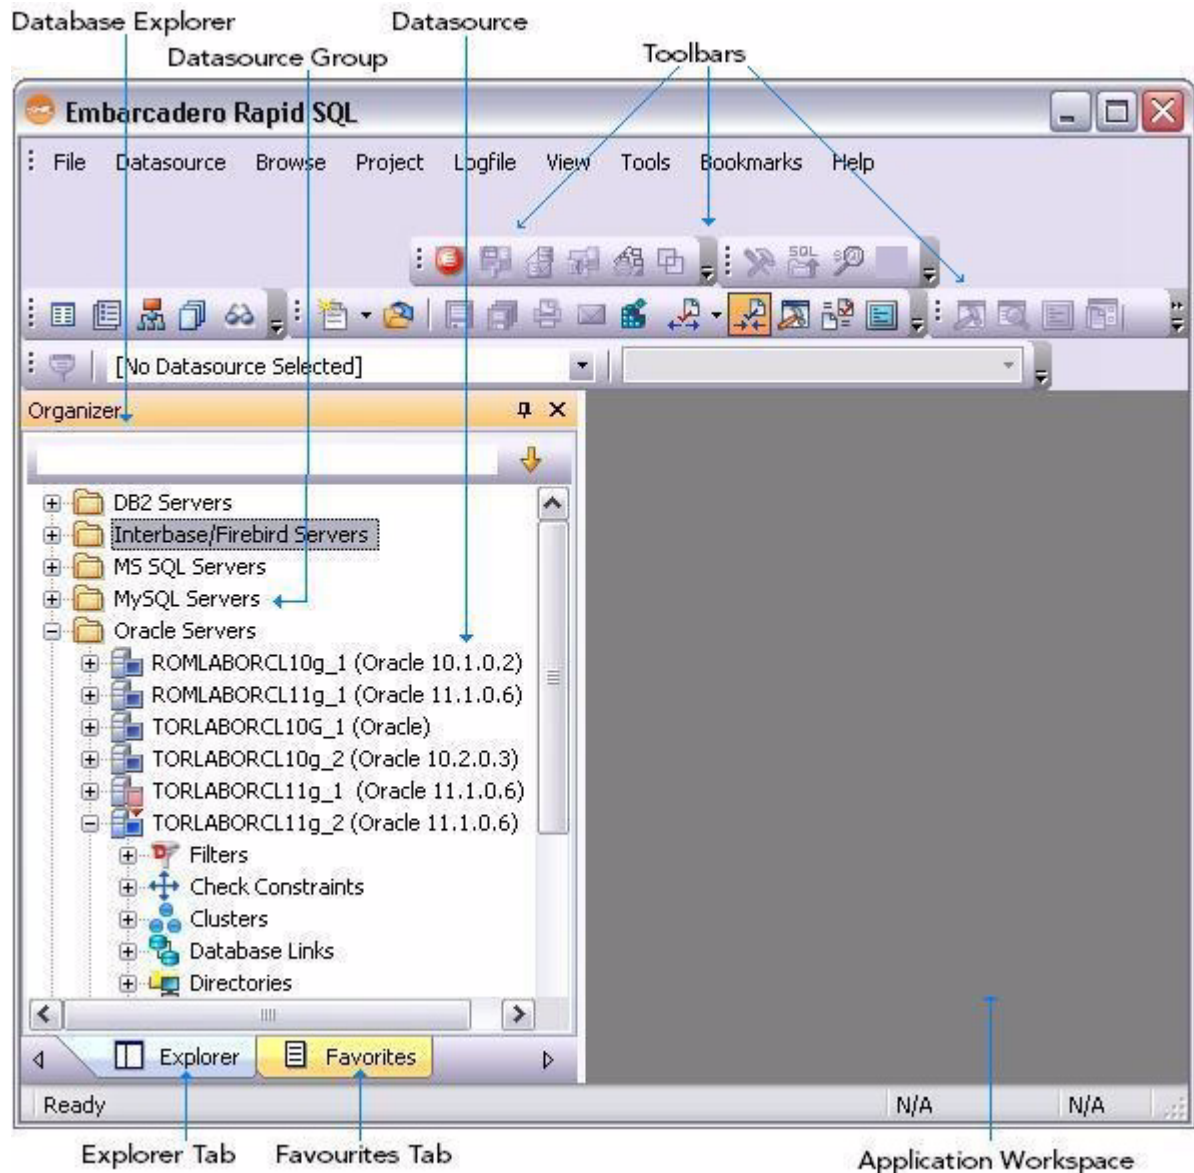 Database Explorer
Datasource
Datasource Group
Toolbars
Embarcadero Rapid SQL
File Datasource Browse Project Logfile View Tools Bookmarks Help
SQL
[No Datasource Selected]
Organizer
DB2 Servers
Interbase/Firebird Servers
MS SQL Servers
MySQL Servers
Oracle Servers
ROMLABORCL10g_1 (Oracle 10.1.0.2)
ROMLABORCL11g_1 (Oracle 11.1.0.6)
TORLABORCL10G_1 (Oracle)
TORLABORCL10g_2 (Oracle 10.2.0.3)
TORLABORCL11g_1 (Oracle 11.1.0.6)
TORLABORCL11g_2 (Oracle 11.1.0.6)
Filters
Check Constraints
Clusters
Database Links
Directories
Explorer Favorites
Ready N/A N/A
Explorer Tab Favourites Tab Application Workspace